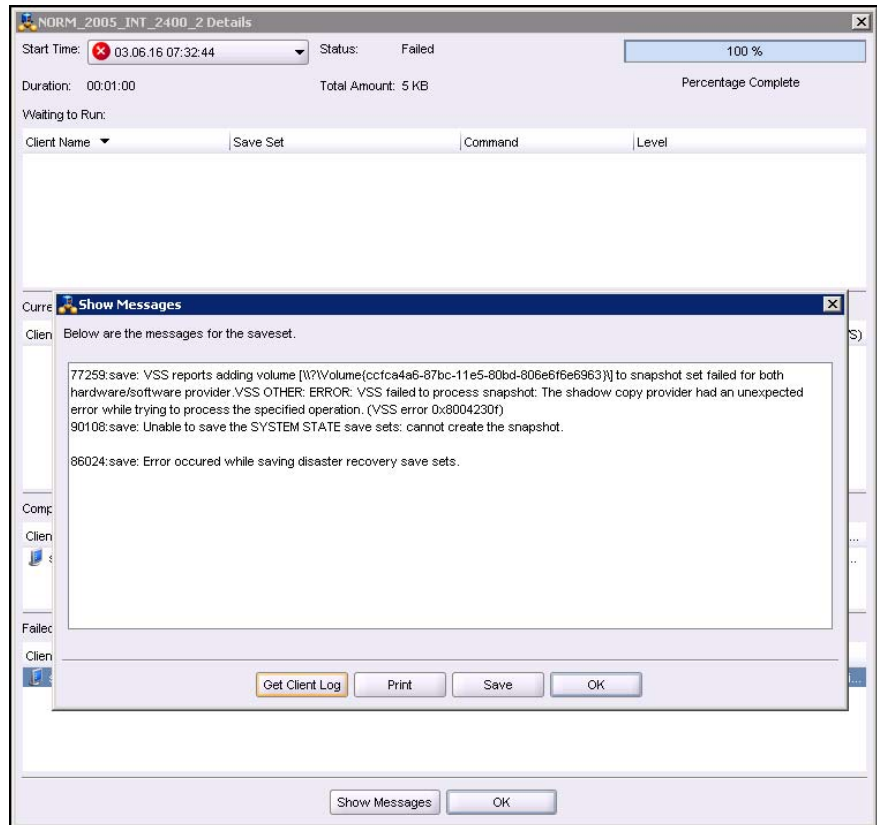 NORM_2005_INT_2400_2 Details
Start Time: 03.06.16 07:32:44 Status: Failed 100 %
Duration: 00:01:00 Total Amount: 5 KB Percentage Complete
Waiting to Run:
Client Name Save Set Command Level
Curre
Show Messages
Clien
Below are the messages for the saveset.
S)
77259:save: VSS reports adding volume [\\?\Volume{ccfca4a6-87bc-11e5-80bd-806e6f6e6963}\] to snapshot set failed for both
hardware/software provider.VSS OTHER: ERROR: VSS failed to process snapshot: The shadow copy provider had an unexpected
error while trying to process the specified operation. (VSS error 0x8004230f)
90108:save: Unable to save the SYSTEM STATE save sets: cannot create the snapshot.
86024:save: Error occured while saving disaster recovery save sets.
Comp
Clien ...
s ...
Failed
Clien
Get Client Log Print Save OK
Show Messages OK